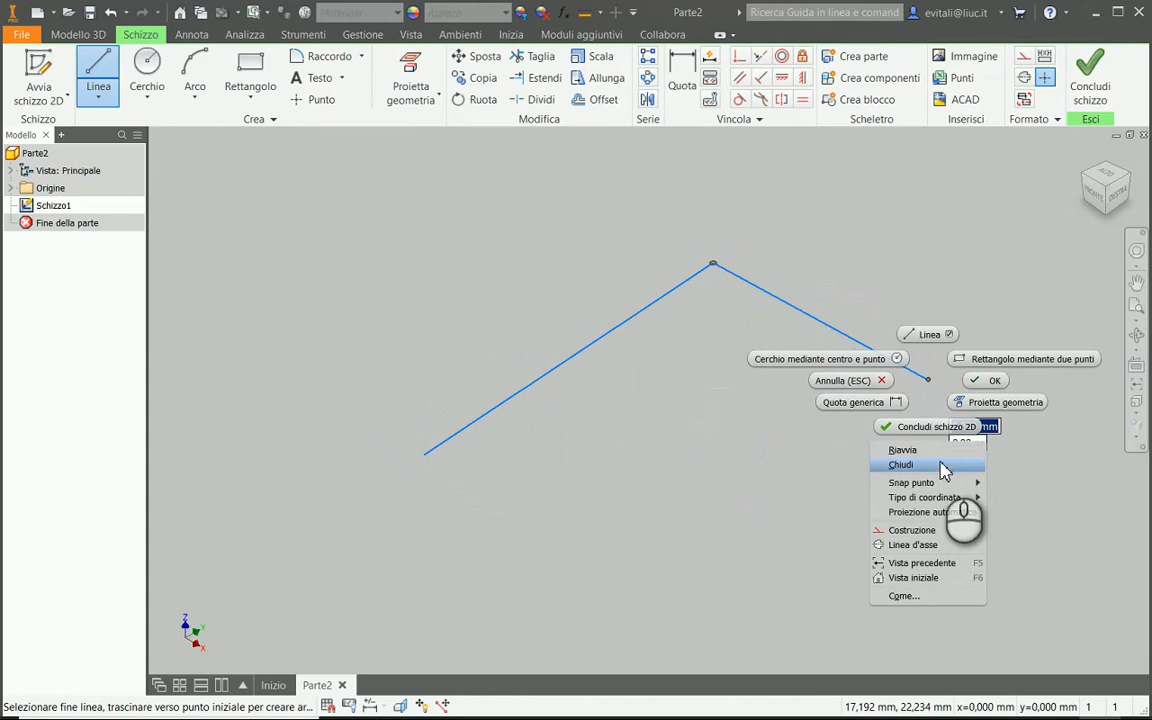 Materiale
Aspetto
Parte2
Ricerca Guida in linea e comand
evitali@liuc.it
File
Modello 3D
Schizzo
Annota
Analizza
Strumenti
Gestione
Vista
Ambienti
Inizia
Moduli aggiuntivi
Collabora
Avvia
schizzo 2D
Linea
Cerchio
Arco
Rettangolo
Raccordo
Testo
Punto
Proietta
geometria
Sposta
Copia
Ruota
Taglia
Estendi
Dividi
Scala
Allunga
Offset
Quota
Crea parte
Crea componenti
Crea blocco
Immagine
Punti
ACAD
Concludi
schizzo
Schizzo
Crea
Modifica
Serie
Vincola
Scheletro
Inserisci
Formato
Esci
Modello
Parte2
Vista: Principale
Origine
Schizzo1
Fine della parte
ALTO
FRONTE
DESTRA
Linea
Cerchio mediante centro e punto
Rettangolo mediante due punti
Annulla (ESC)
OK
Quota generica
Proietta geometria
Concludi schizzo 2D
mm
Riavvia
Chiudi
Snap punto
Tipo di coordinata
Proiezione
Costruzione
Linea d'asse
Vista precedente F5
Vista iniziale F6
Come...
Z
Y
X
Inizio
Parte2
Selezionare fine linea, trascinare verso punto iniziale per creare ar...
17,192 mm, 22,234 mm x=0,000 mm y=0,000 mm 1 1